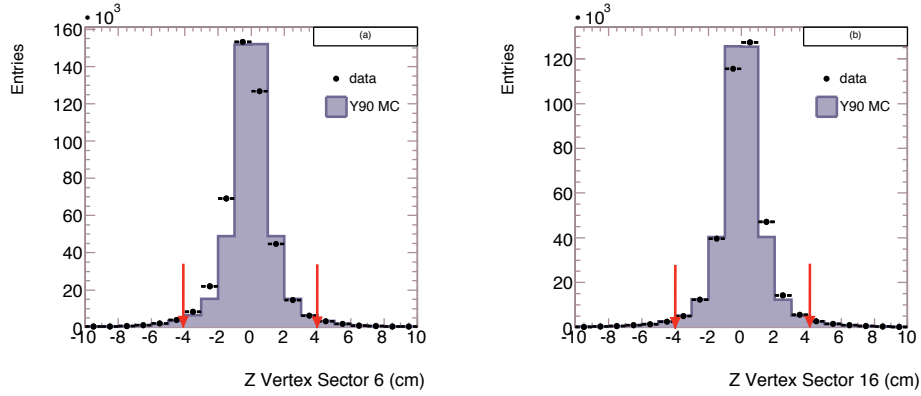 • 10³
160
140
120
100
80
60
40
20
0
Entries
(a)
• data
Y90 MC
-10 -8 -6 -4 -2 0 2 4 6 8 10
Z Vertex Sector 6 (cm)
• 10³
120
100
80
60
40
20
0
Entries
(b)
• data
Y90 MC
-10 -8 -6 -4 -2 0 2 4 6 8 10
Z Vertex Sector 16 (cm)